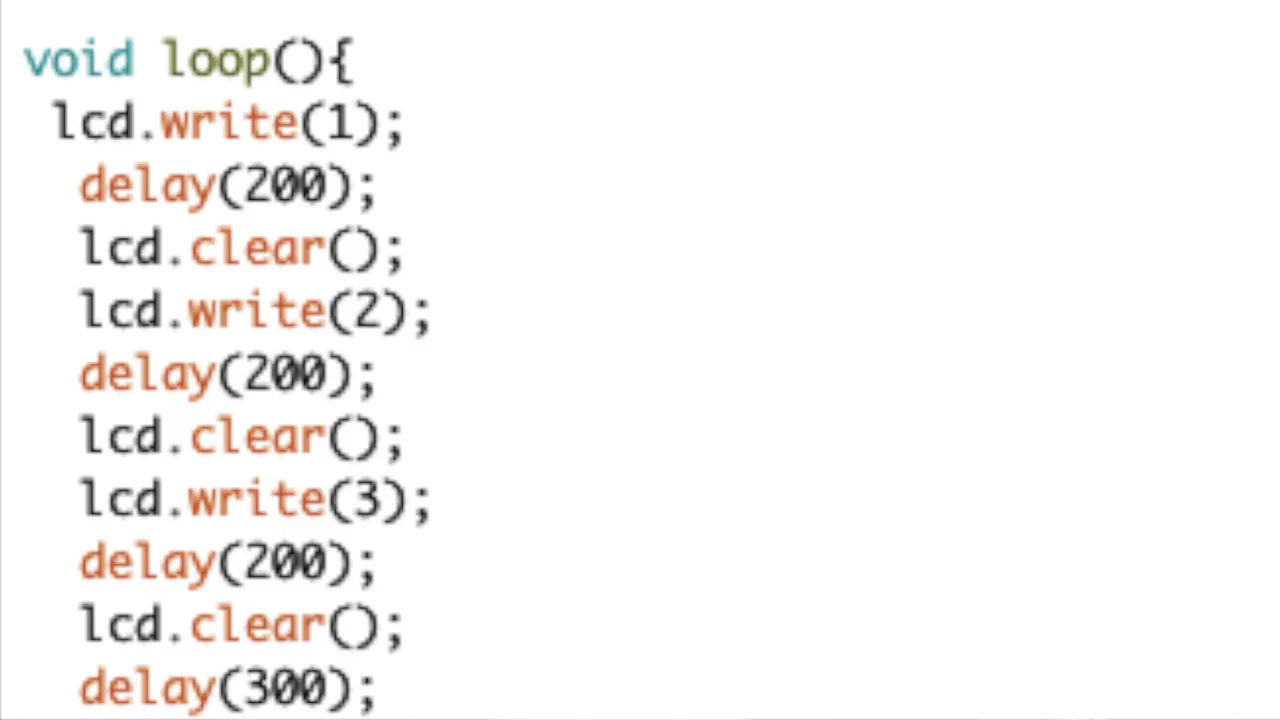 void loop(){
lcd.write(1);
delay(200);
lcd.clear();
lcd.write(2);
delay(200);
lcd.clear();
lcd.write(3);
delay(200);
lcd.clear();
delay(300);